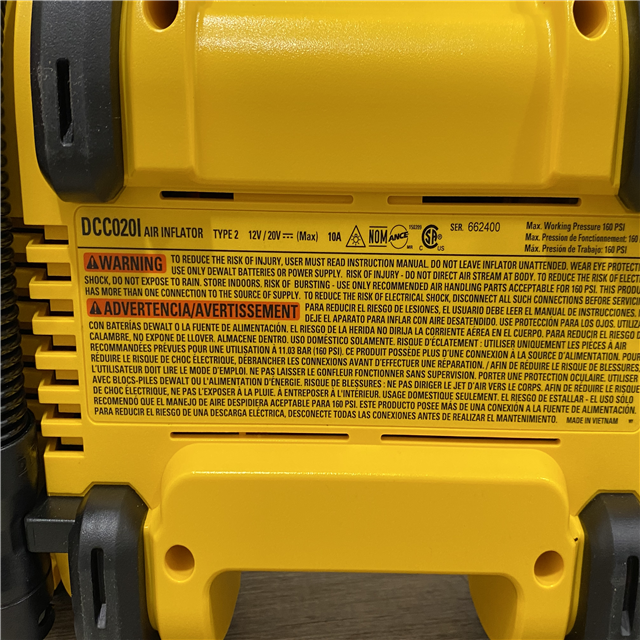 DCC020I AIR INFLATOR TYPE 2 12V / 20V (Max) 10A NOM ANCE CSA C US SER. 662400 Max. Working Pressure 160 PSI
Max. Pression de Fonctionnement: 160
Máx. Presión de Trabajo: 160 PSI
WARNING TO REDUCE THE RISK OF INJURY, USER MUST READ INSTRUCTION MANUAL. DO NOT LEAVE INFLATOR UNATTENDED. WEAR EYE PROTECT
USE ONLY DEWALT BATTERIES OR POWER SUPPLY. RISK OF INJURY - DO NOT DIRECT AIR STREAM AT BODY. TO REDUCE THE RISK OF ELECT
SHOCK, DO NOT EXPOSE TO RAIN. STORE INDOORS. RISK OF BURSTING - USE ONLY RECOMMENDED AIR HANDLING PARTS ACCEPTABLE FOR 160 PSI. THIS PROD
HAS MORE THAN ONE CONNECTION TO THE SOURCE OF SUPPLY. TO REDUCE THE RISK OF ELECTRICAL SHOCK, DISCONNECT ALL SUCH CONNECTIONS BEFORE SERVIC
ADVERTENCIA/AVERTISSEMENT PARA REDUCIR EL RIESGO DE LESIONES, EL USUARIO DEBE LEER EL MANUAL DE INSTRUCCIONES.
DEJE EL APARATO PARA INFLAR CON AIRE DESATENDIDO. USE PROTECCIÓN PARA LOS OJOS.
CON BATERÍAS DEWALT O LA FUENTE DE ALIMENTACIÓN. EL RIESGO DE LA HERIDA NO DIRIJA LA CORRIENTE AÉREA EN EL CUERPO. PARA REDUCIR EL RIESGO D
CALAMBRE, NO EXPONE DE LLOVER. ALMACENE DENTRO. USO DOMÉSTICO SOLAMENTE. RISQUE D'ÉCLATEMENT : UTILISER UNIQUEMENT LES PIÈCES À AIR
RECOMMANDÉES PRÉVUES POUR UNE UTILISATION À 11.03 BAR (160 PSI). CE PRODUIT POSSÈDE PLUS D'UNE CONNEXION À LA SOURCE D'ALIMENTATION. POU
RÉDUIRE LE RISQUE DE CHOC ÉLECTRIQUE, DÉBRANCHER LES CONNEXIONS AVANT D'EFFECTUER UNE RÉPARATION. / AFIN DE RÉDUIRE LE RISQUE DE BLESSURES,
L'UTILISATEUR DOIT LIRE LE MODE D'EMPLOI. NE PAS LAISSER LE GONFLEUR FONCTIONNER SANS SUPERVISION. PORTER UNE PROTECTION OCULAIRE. UTILISER
AVEC BLOCS-PILES DEWALT OU L'ALIMENTATION D'ÉNERGIE. RISQUE DE BLESSURES : NE PAS DIRIGER LE JET D'AIR VERS LE CORPS. AFIN DE RÉDUIRE LE RISQUE
DE CHOC ÉLECTRIQUE, NE PAS L'EXPOSER À LA PLUIE. À ENTREPOSER À L'INTÉRIEUR. USAGE DOMESTIQUE SEULEMENT. EL RIESGO DE ESTALLAR - EL USO SÓLO
RECOMENDÓ QUE EL MANEJO DE AIRE DESPIDIERA ACEPTABLE PARA 160 PSI. ESTE PRODUCTO POSEE MÁS DE UNA CONEXIÓN A LA FUENTE DE ALIMENTACIÓN.
PARA REDUCIR EL RIESGO DE UNA DESCARGA ELÉCTRICA, DESCONECTE TODAS LAS CONEXIONES ANTES DE REALIZAR EL MANTENIMIENTO. MADE IN VIETNAM